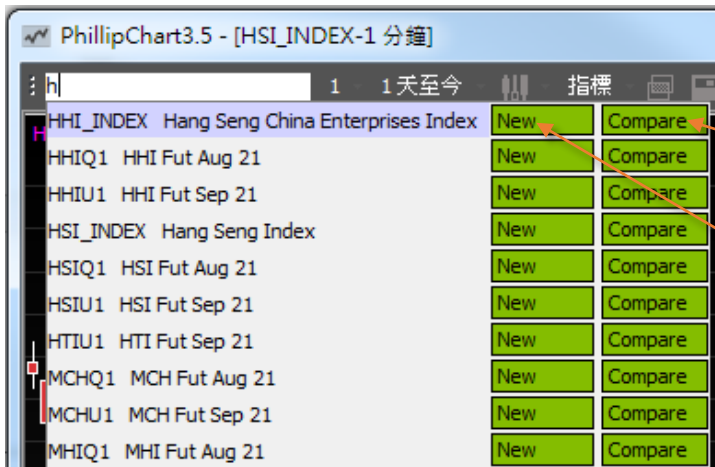 PhillipChart3.5 - [HSI_INDEX-1 分鐘]
h 1 1天至今 指標
HHI_INDEX Hang Seng China Enterprises Index New Compare
HHIQ1 HHI Fut Aug 21 New Compare
HHIU1 HHI Fut Sep 21 New Compare
HSI_INDEX Hang Seng Index New Compare
HSIQ1 HSI Fut Aug 21 New Compare
HSIU1 HSI Fut Sep 21 New Compare
HTIU1 HTI Fut Sep 21 New Compare
MCHQ1 MCH Fut Aug 21 New Compare
MCHU1 MCH Fut Sep 21 New Compare
MHIQ1 MHI Fut Aug 21 New Compare